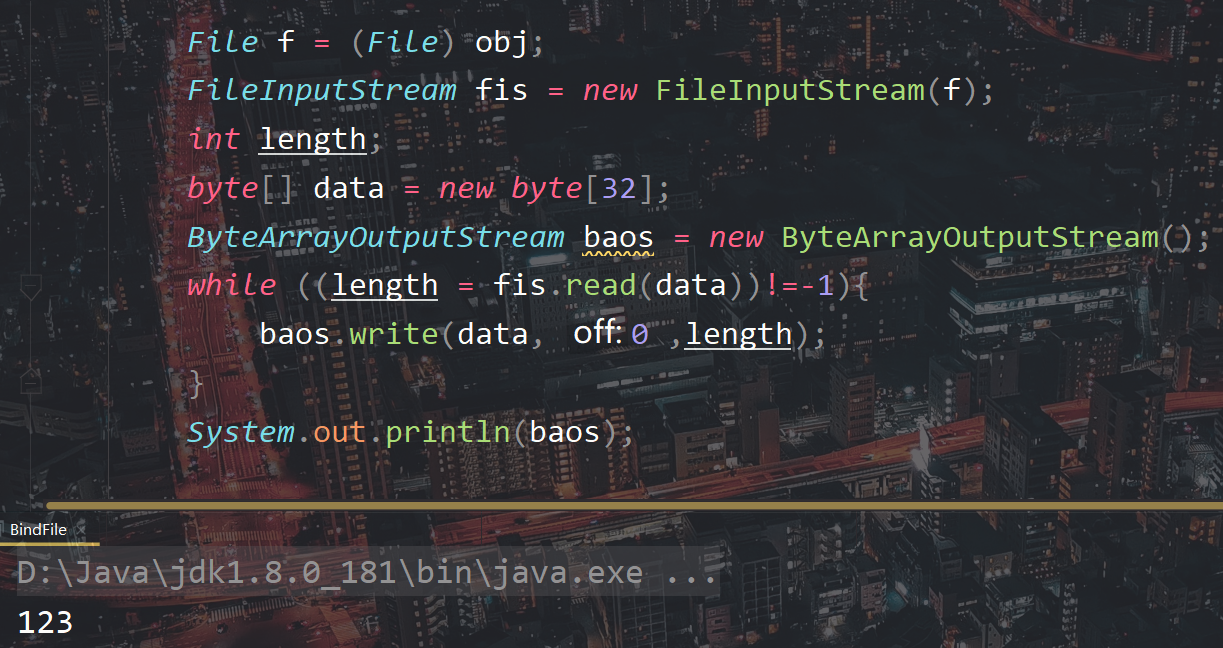 File f = (File) obj;
FileInputStream fis = new FileInputStream(f);
int length;
byte[] data = new byte[32];
ByteArrayOutputStream baos = new ByteArrayOutputStream();
while ((length = fis.read(data))!=-1){
baos.write(data, off: 0 ,length);
}
System.out.println(baos);
BindFile
D:\Java\jdk1.8.0_181\bin\java.exe ...
123